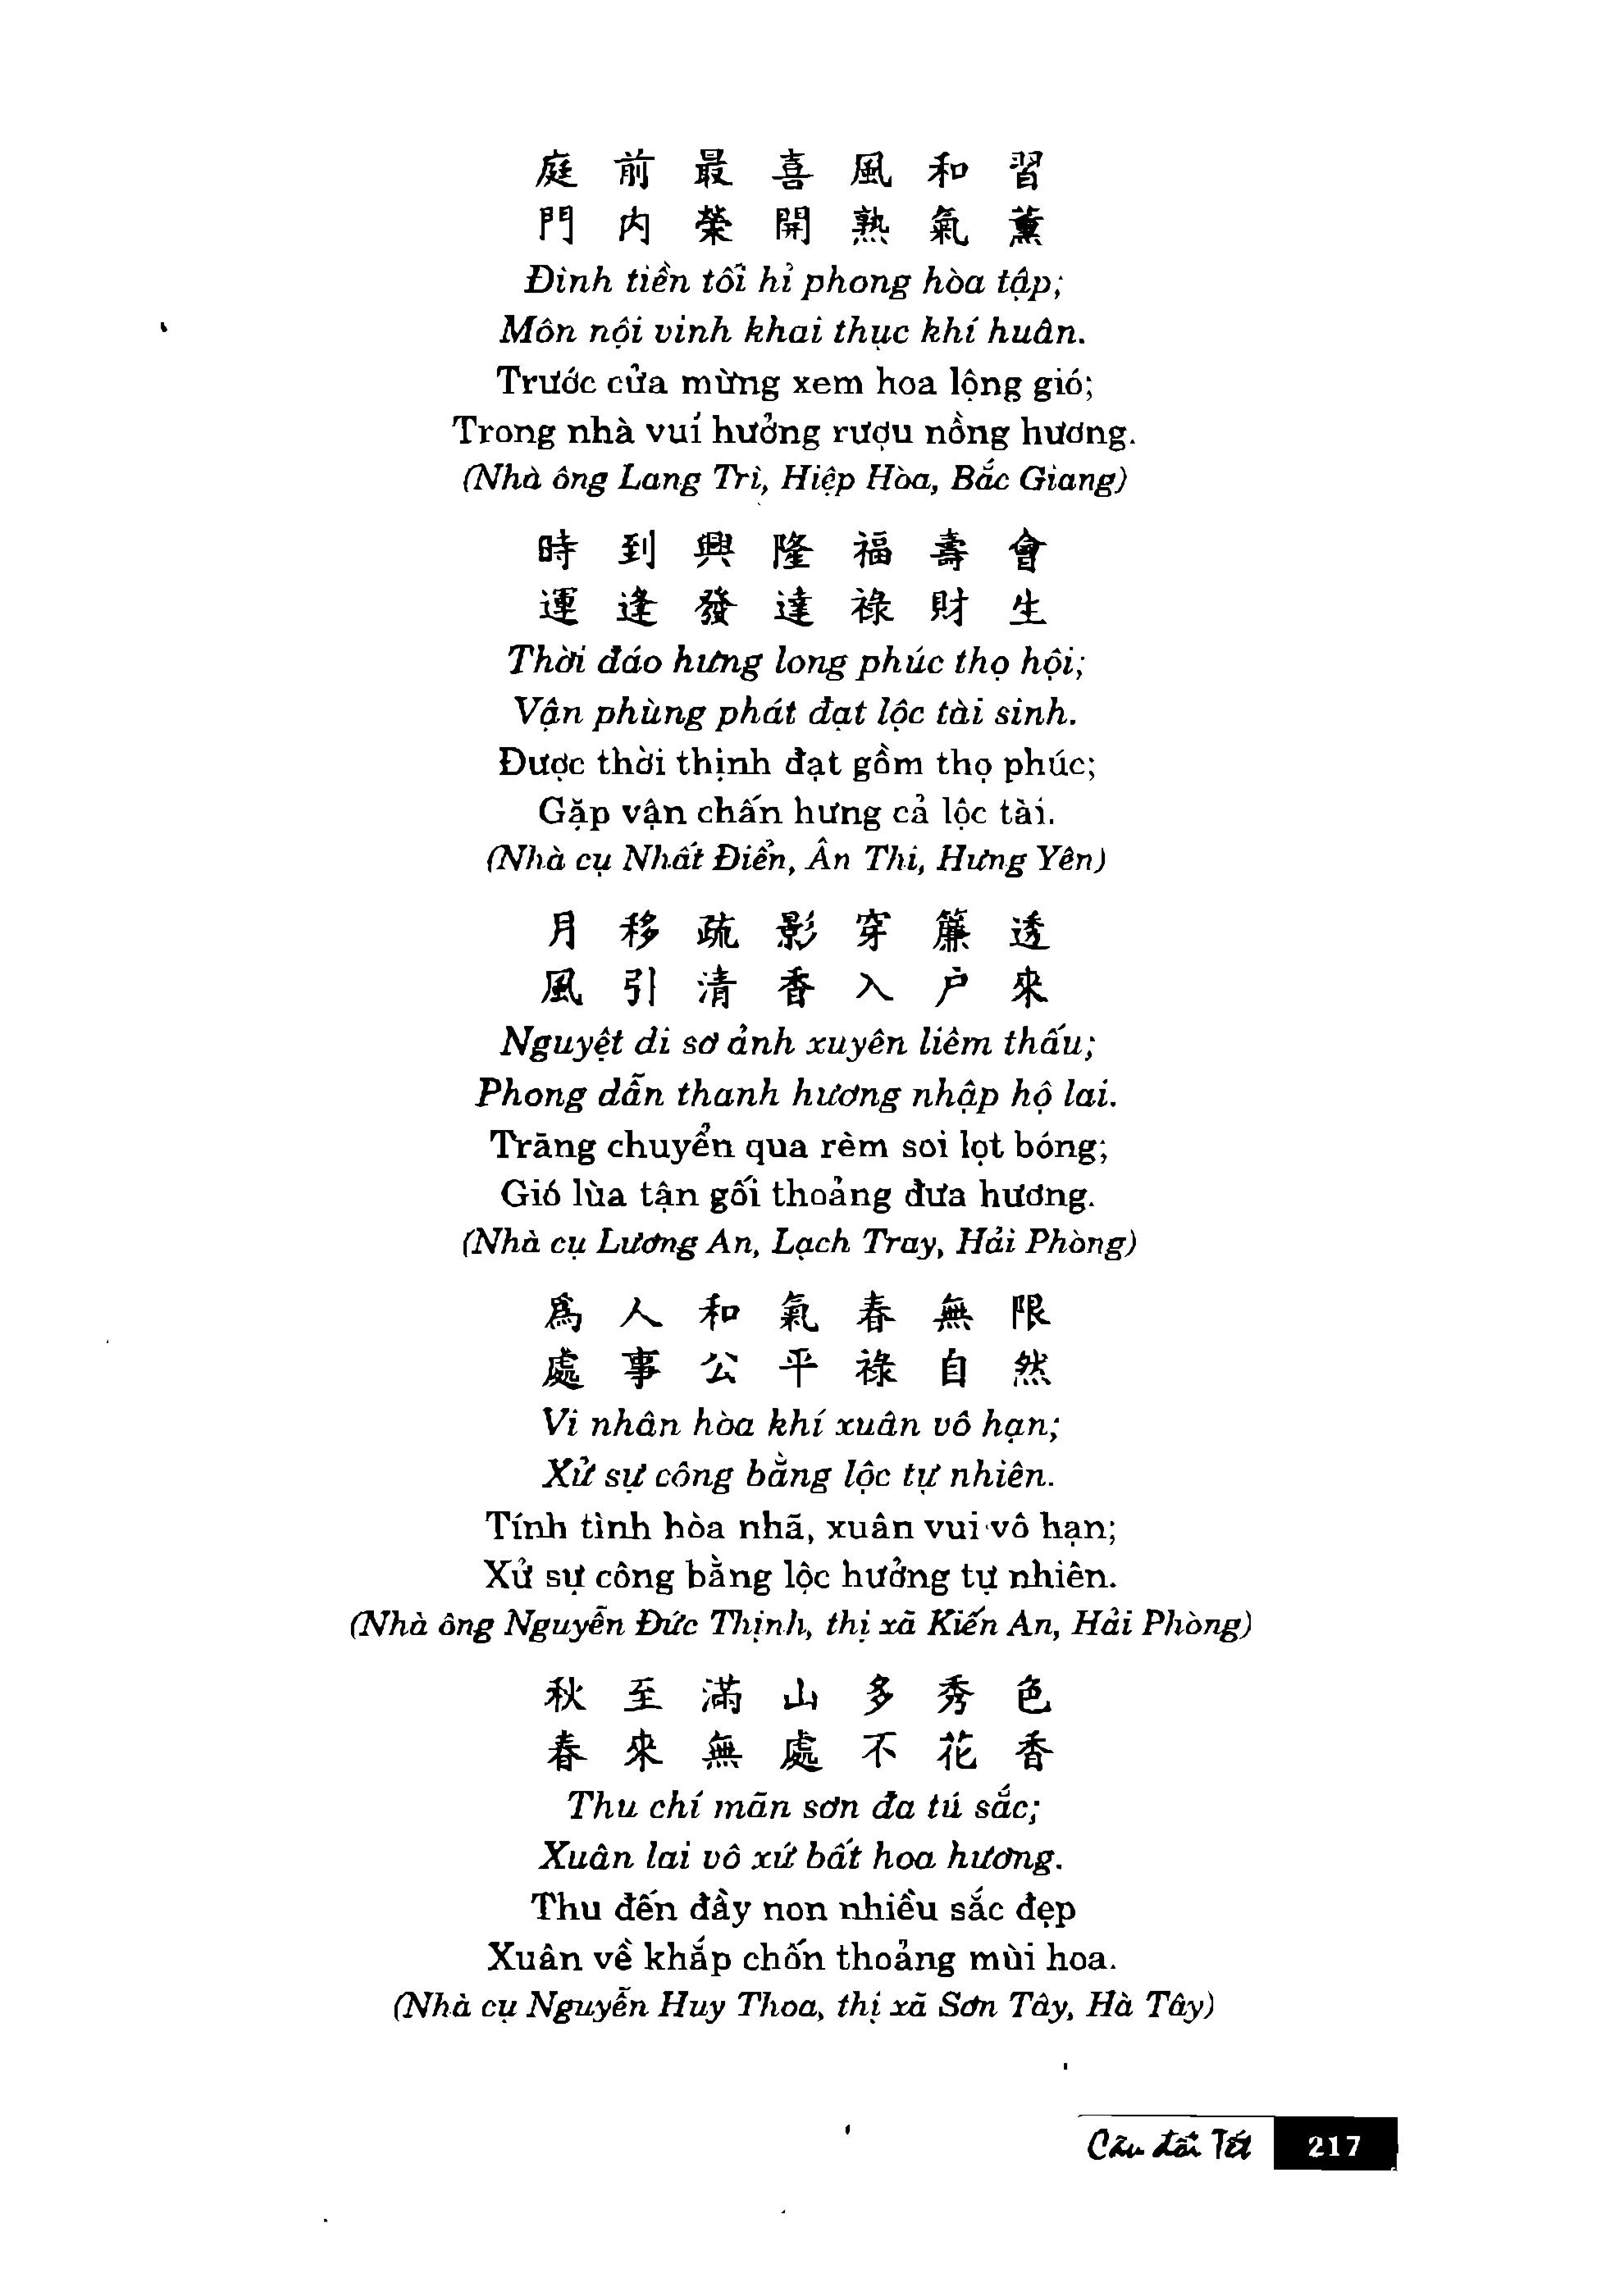 庭前最喜風和習
門内榮開熟氣薰
Đình tiền tối hỉ phong hòa tập;
Môn nội vinh khai thục khí huân.
Trước cửa mừng xem hoa lộng gió;
Trong nhà vui hưởng rượu nồng hương.
(Nhà ông Lang Trì, Hiệp Hòa, Bắc Giang)
時到興隆福壽會
運逢發達祿財生
Thời đáo hưng long phúc thọ hội;
Vận phùng phát đạt lộc tài sinh.
Được thời thịnh đạt gồm thọ phúc;
Gặp vận chấn hưng cả lộc tài.
(Nhà cụ Nhất Điển, Ân Thi, Hưng Yên)
月移疏影穿簾透
風引清香入户來
Nguyệt di sơ ảnh xuyên liêm thấu;
Phong dẫn thanh hương nhập hộ lai.
Trăng chuyển qua rèm soi lọt bóng;
Gió lùa tận gối thoảng đưa hương.
(Nhà cụ Lương An, Lạch Tray, Hải Phòng)
爲人和氣春無限
處事公平祿自然
Vi nhân hòa khí xuân vô hạn;
Xử sự công bằng lộc tự nhiên.
Tính tình hòa nhã, xuân vui vô hạn;
Xử sự công bằng lộc hưởng tự nhiên.
(Nhà ông Nguyễn Đức Thịnh, thị xã Kiến An, Hải Phòng)
秋至滿山多秀色
春來無處不花香
Thu chí mãn sơn đa tú sắc;
Xuân lai vô xứ bất hoa hương.
Thu đến đầy non nhiều sắc đẹp
Xuân về khắp chốn thoảng mùi hoa.
(Nhà cụ Nguyễn Huy Thoa, thị xã Sơn Tây, Hà Tây)
Câu đối Tết 217